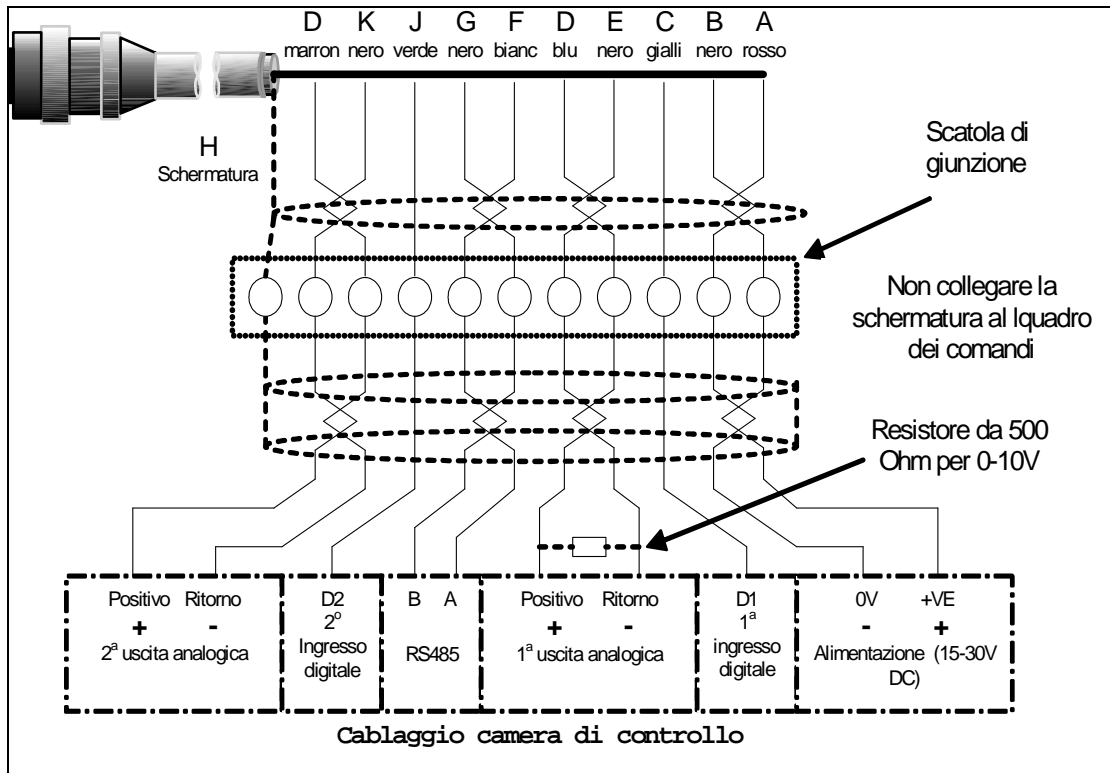 D K J G F D E C B A
marron nero verde nero bianc blu nero gialli nero rosso
H
Schermatura
Scatola di
giunzione
Non collegare la
schermatura al lquadro
dei comandi
Resistore da 500
Ohm per 0-10V
Positivo Ritorno
+ -
2ª uscita analogica
D2
2º
Ingresso
digitale
B A
RS485
Positivo Ritorno
+ -
1ª uscita analogica
D1
1ª
ingresso
digitale
0V +VE
- +
Alimentazione (15-30V
DC)
Cablaggio camera di controllo